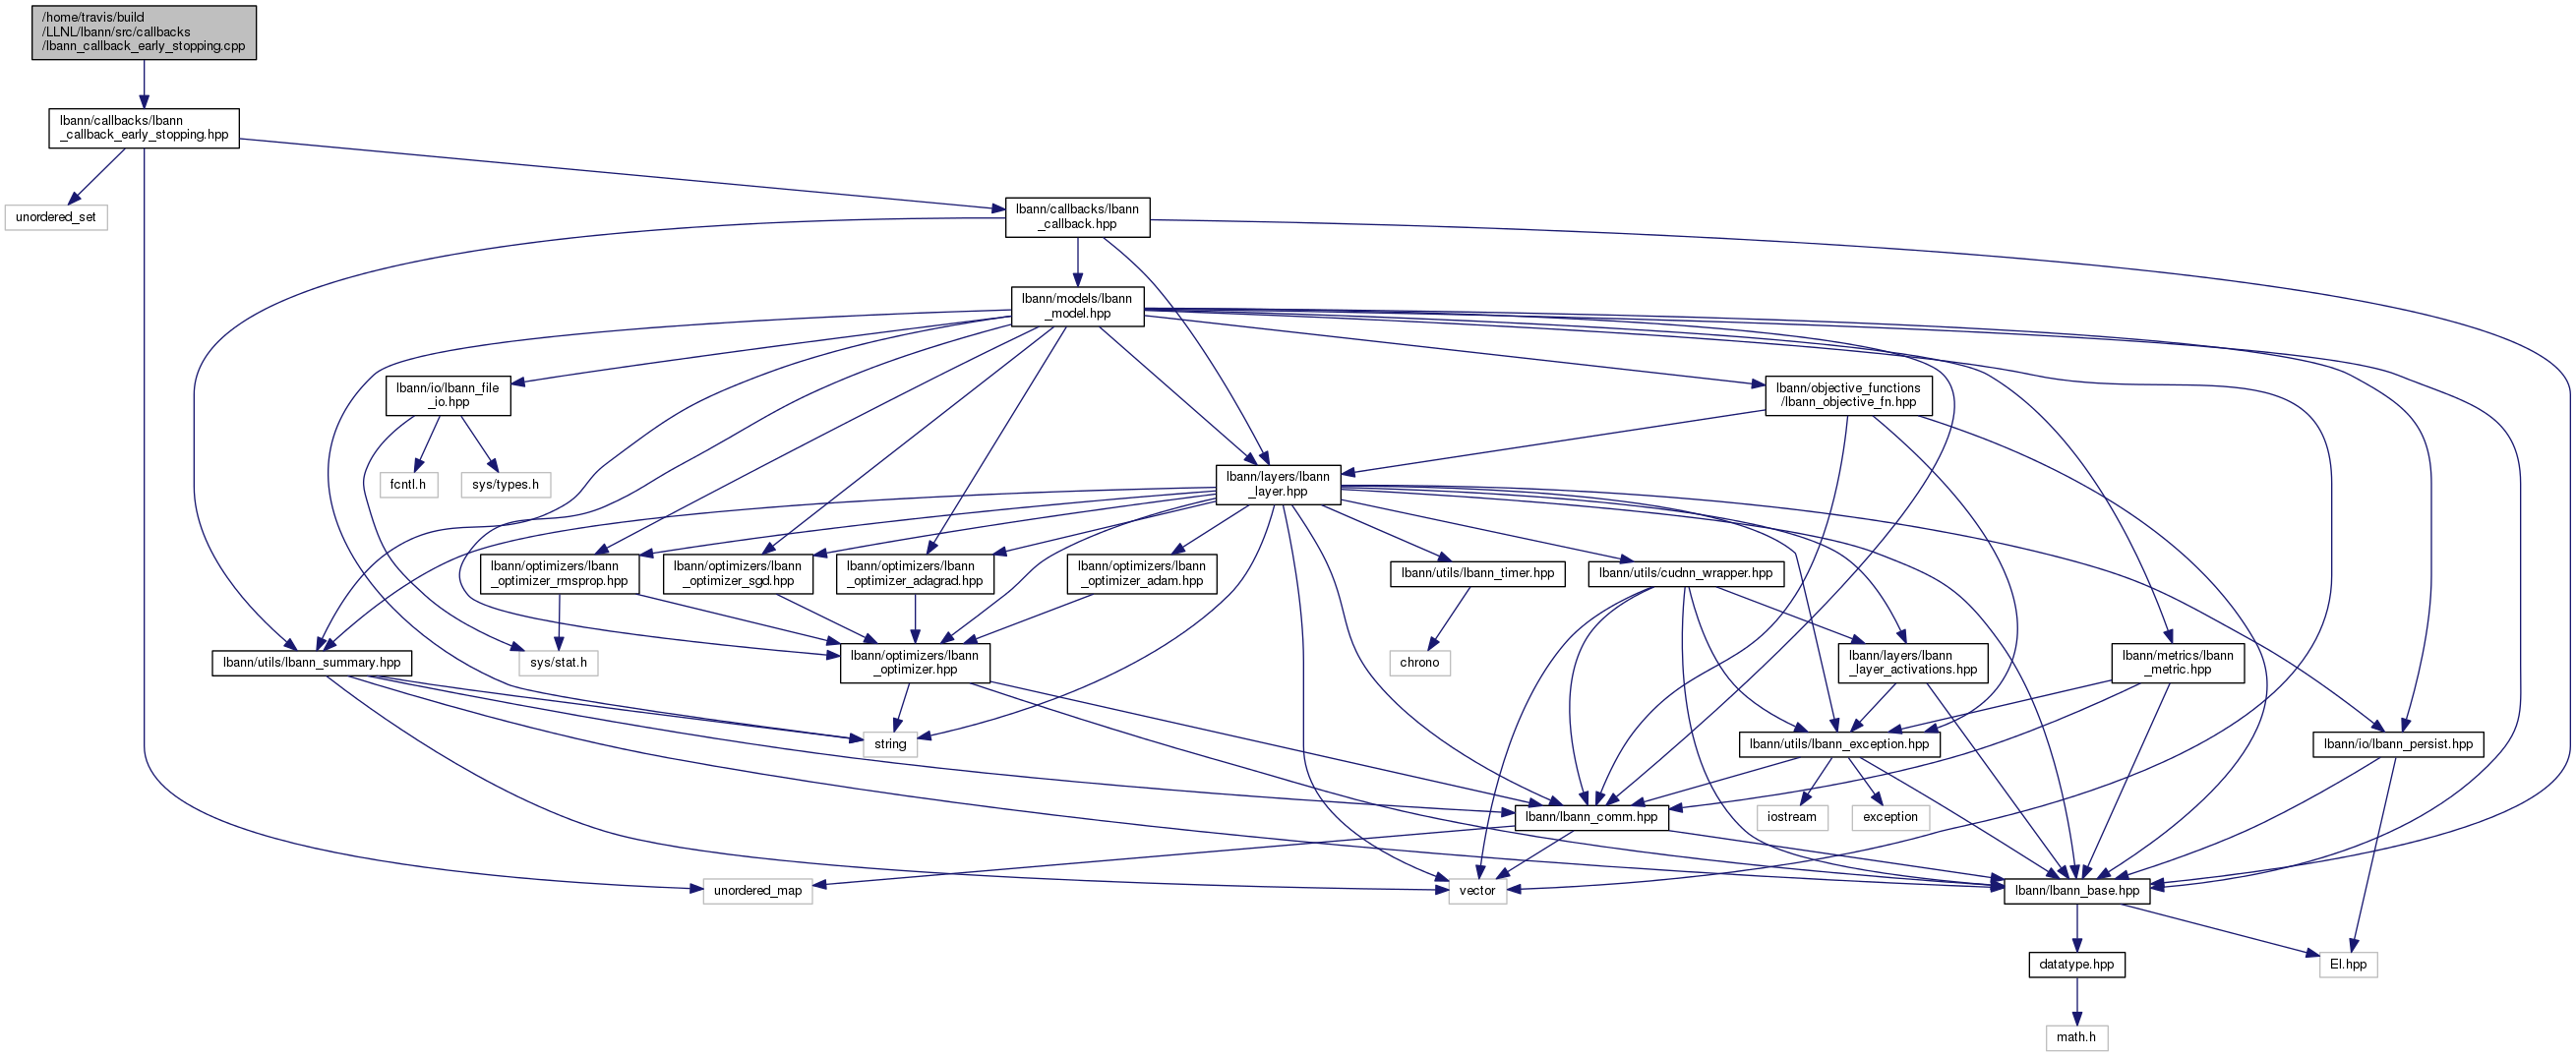 /home/travis/build
/LLNL/lbann/src/callbacks
/lbann_callback_early_stopping.cpp
lbann/callbacks/lbann
_callback_early_stopping.hpp
unordered_set
lbann/callbacks/lbann
_callback.hpp
lbann/models/lbann
_model.hpp
lbann/io/lbann_file
_io.hpp
lbann/objective_functions
/lbann_objective_fn.hpp
fcntl.h
sys/types.h
lbann/layers/lbann
_layer.hpp
lbann/optimizers/lbann
_optimizer_rmsprop.hpp
lbann/optimizers/lbann
_optimizer_sgd.hpp
lbann/optimizers/lbann
_optimizer_adagrad.hpp
lbann/optimizers/lbann
_optimizer_adam.hpp
lbann/utils/lbann_timer.hpp
lbann/utils/cudnn_wrapper.hpp
lbann/utils/lbann_summary.hpp
sys/stat.h
lbann/optimizers/lbann
_optimizer.hpp
chrono
lbann/layers/lbann
_layer_activations.hpp
lbann/metrics/lbann
_metric.hpp
string
lbann/utils/lbann_exception.hpp
lbann/io/lbann_persist.hpp
lbann/lbann_comm.hpp
iostream
exception
unordered_map
vector
lbann/lbann_base.hpp
datatype.hpp
El.hpp
math.h